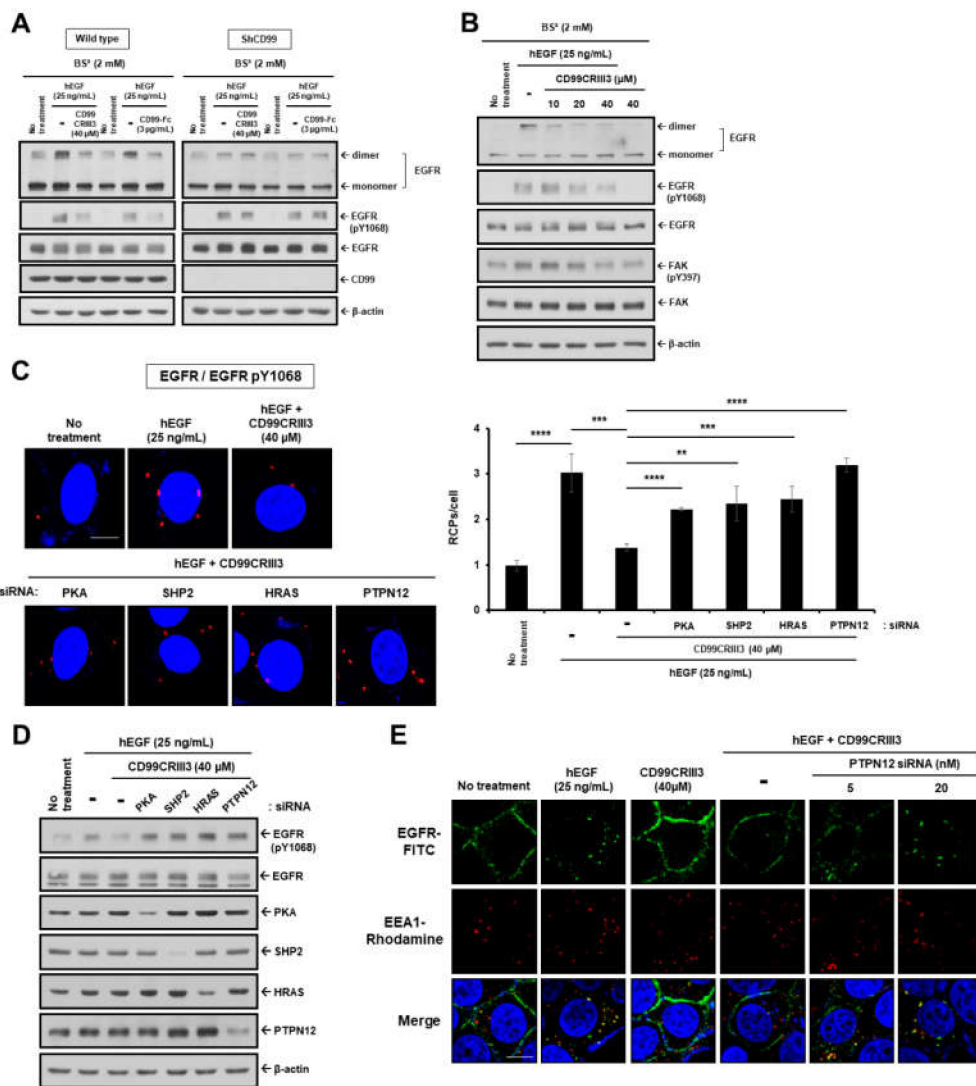 A
Wild type
ShCD99
BS³ (2 mM)
BS³ (2 mM)
hEGF (25 ng/mL)
hEGF (25 ng/mL)
hEGF (25 ng/mL)
hEGF (25 ng/mL)
No treatment
-
CD99 CRIII3 (40 μM)
No treatment
-
CD99-Fc (3 μg/mL)
No treatment
-
CD99 CRIII3 (40 μM)
No treatment
-
CD99-Fc (3 μg/mL)
← dimer
EGFR
← monomer
← EGFR (pY1068)
← EGFR
← CD99
← β-actin
B
BS³ (2 mM)
hEGF (25 ng/mL)
No treatment
-
CD99CRIII3 (μM)
10 20 40 40
← dimer
EGFR
← monomer
← EGFR (pY1068)
← EGFR
← FAK (pY397)
← FAK
← β-actin
C
EGFR / EGFR pY1068
No treatment
hEGF (25 ng/mL)
hEGF + CD99CRIII3 (40 μM)
hEGF + CD99CRIII3
siRNA: PKA SHP2 HRAS PTPN12
RCPs/cell
4
3
2
1
0
****
***
****
***
**
****
No treatment
-
-
PKA SHP2 HRAS PTPN12 : siRNA
CD99CRIII3 (40 μM)
hEGF (25 ng/mL)
D
hEGF (25 ng/mL)
CD99CRIII3 (40 μM)
No treatment
- - PKA SHP2 HRAS PTPN12
: siRNA
← EGFR (pY1068)
← EGFR
← PKA
← SHP2
← HRAS
← PTPN12
← β-actin
E
hEGF + CD99CRIII3
No treatment
hEGF (25 ng/mL)
CD99CRIII3 (40μM)
-
PTPN12 siRNA (nM)
5 20
EGFR-FITC
EEA1-Rhodamine
Merge